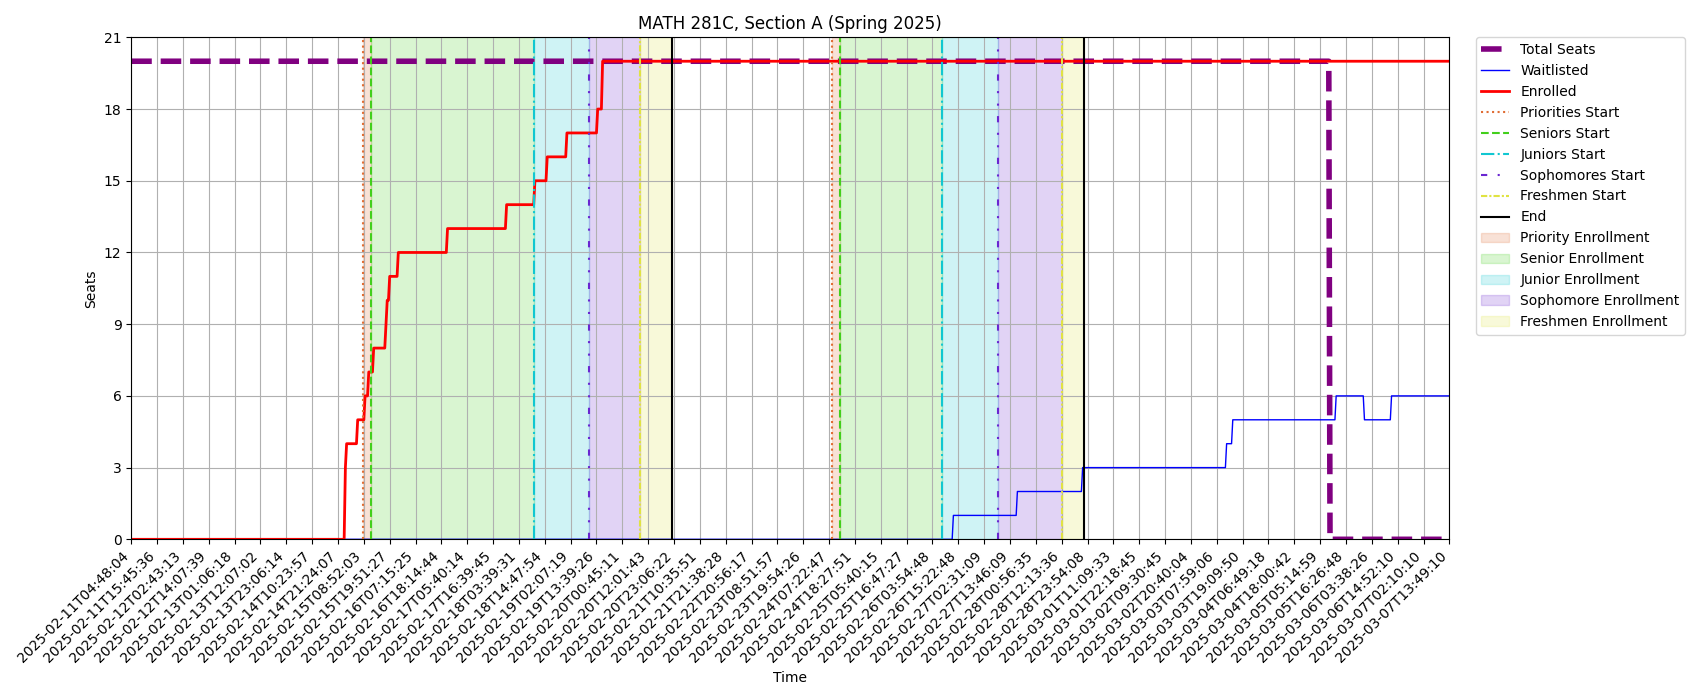 MATH 281C, Section A (Spring 2025)
21
18
15
12
9
6
3
0
Seats
2025-02-11T04:48:04
2025-02-11T15:45:36
2025-02-12T02:43:13
2025-02-12T14:07:39
2025-02-13T01:06:18
2025-02-13T12:07:02
2025-02-13T23:06:14
2025-02-14T10:23:57
2025-02-14T21:24:07
2025-02-15T08:52:03
2025-02-15T19:51:27
2025-02-16T07:15:25
2025-02-16T18:14:44
2025-02-17T05:40:14
2025-02-17T16:39:45
2025-02-18T03:39:31
2025-02-18T14:47:54
2025-02-19T02:07:19
2025-02-19T13:39:26
2025-02-20T00:45:11
2025-02-20T12:01:43
2025-02-20T23:06:22
2025-02-21T10:35:51
2025-02-21T21:38:28
2025-02-22T20:56:17
2025-02-23T08:51:57
2025-02-23T19:54:26
2025-02-24T07:22:47
2025-02-24T18:27:51
2025-02-25T05:40:15
2025-02-25T16:47:27
2025-02-26T03:54:48
2025-02-26T15:22:48
2025-02-27T02:31:09
2025-02-27T13:46:09
2025-02-28T00:56:35
2025-02-28T12:13:36
2025-02-28T23:54:08
2025-03-01T11:09:33
2025-03-01T22:18:45
2025-03-02T09:30:45
2025-03-02T20:40:04
2025-03-03T07:59:06
2025-03-03T19:09:50
2025-03-04T06:49:18
2025-03-04T18:00:42
2025-03-05T05:14:59
2025-03-05T16:26:48
2025-03-06T03:38:26
2025-03-06T14:52:10
2025-03-07T02:10:10
2025-03-07T13:49:10
Time
Total Seats
Waitlisted
Enrolled
Priorities Start
Seniors Start
Juniors Start
Sophomores Start
Freshmen Start
End
Priority Enrollment
Senior Enrollment
Junior Enrollment
Sophomore Enrollment
Freshmen Enrollment